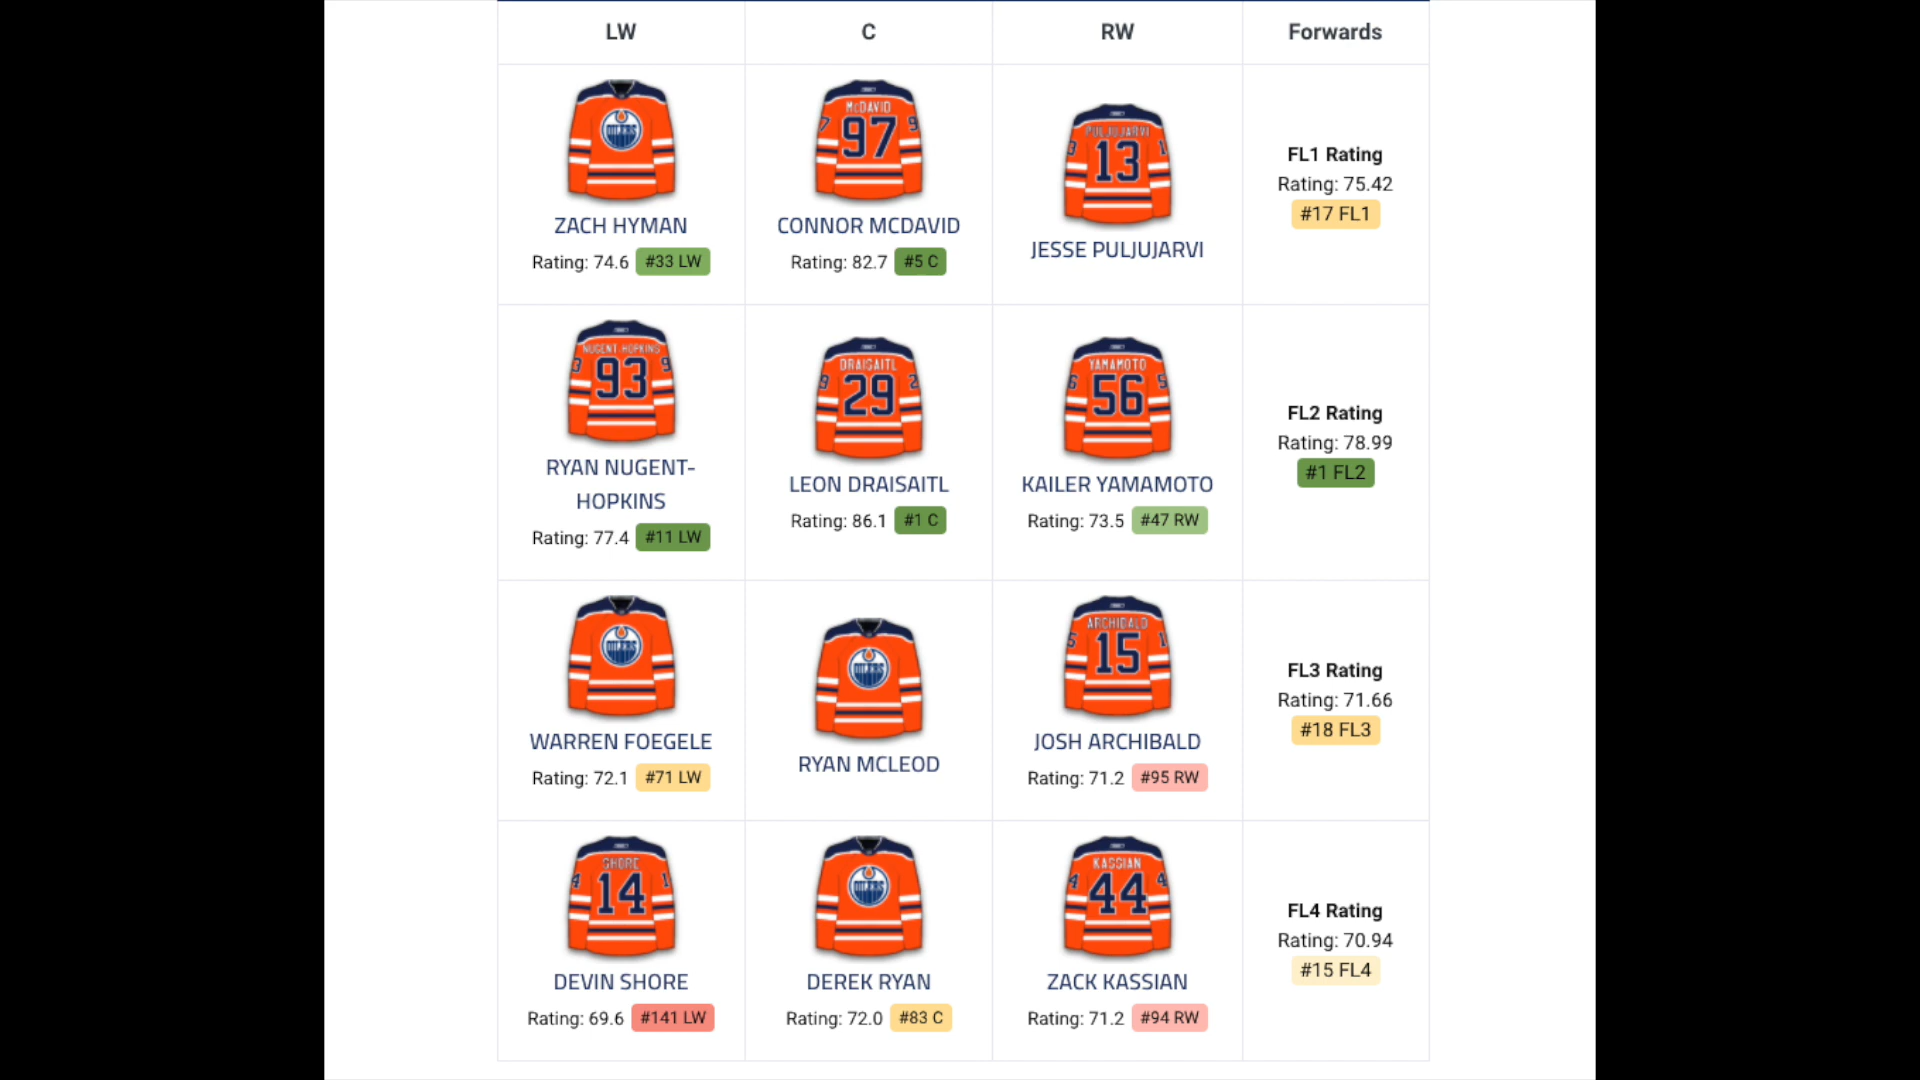 LW C RW Forwards
McDAVID
97
PULJUJARVI
13
ZACH HYMAN
Rating: 74.6 #33 LW
CONNOR MCDAVID
Rating: 82.7 #5 C
JESSE PULJUJARVI
FL1 Rating
Rating: 75.42
#17 FL1
NUGENT-HOPKINS
93
DRAISAITL
29
YAMAMOTO
56
RYAN NUGENT-
HOPKINS
Rating: 77.4 #11 LW
LEON DRAISAITL
Rating: 86.1 #1 C
KAILER YAMAMOTO
Rating: 73.5 #47 RW
FL2 Rating
Rating: 78.99
#1 FL2
OILERS
OILERS
ARCHIBALD
15
WARREN FOEGELE
Rating: 72.1 #71 LW
RYAN MCLEOD
JOSH ARCHIBALD
Rating: 71.2 #95 RW
FL3 Rating
Rating: 71.66
#18 FL3
SHORE
14
OILERS
KASSIAN
44
DEVIN SHORE
Rating: 69.6 #141 LW
DEREK RYAN
Rating: 72.0 #83 C
ZACK KASSIAN
Rating: 71.2 #94 RW
FL4 Rating
Rating: 70.94
#15 FL4